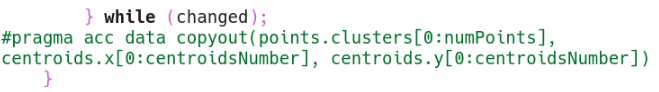 } while (changed);
#pragma acc data copyout(points.clusters[0:numPoints],
centroids.x[0:centroidsNumber], centroids.y[0:centroidsNumber])
}